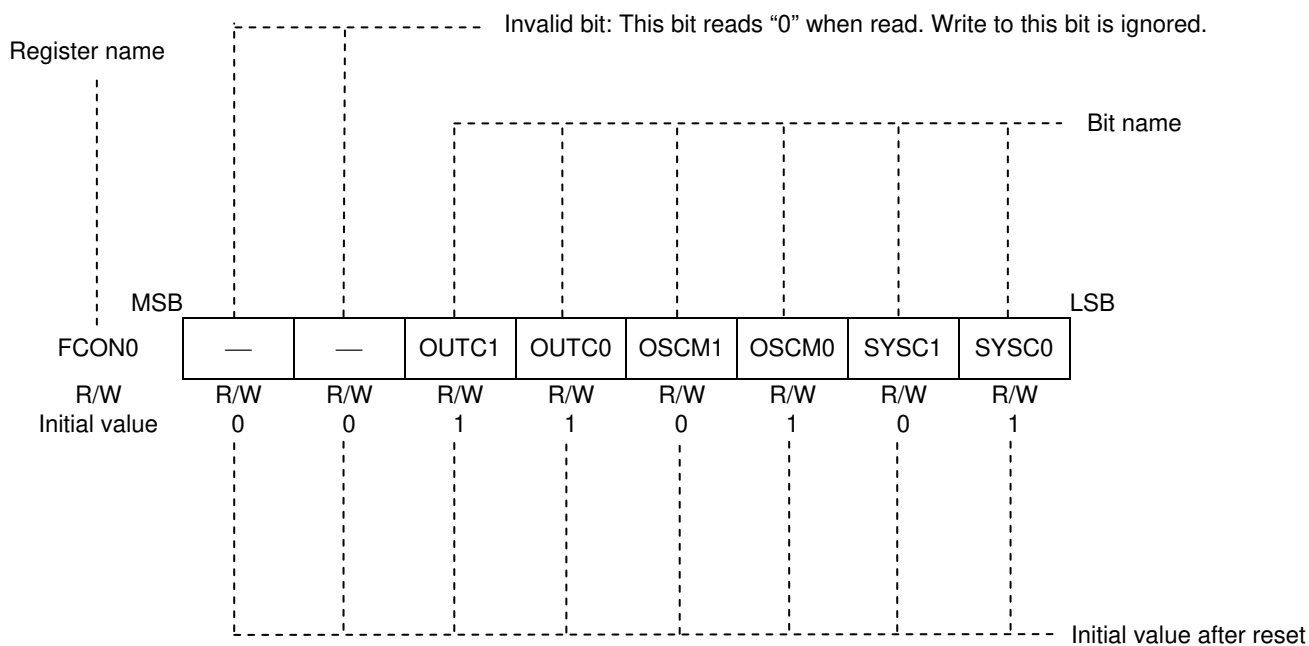 Invalid bit: This bit reads “0” when read. Write to this bit is ignored.
Register name
Bit name
MSB LSB
FCON0 — — OUTC1 OUTC0 OSCM1 OSCM0 SYSC1 SYSC0
R/W R/W R/W R/W R/W R/W R/W R/W R/W
Initial value 0 0 1 1 0 1 0 1
Initial value after reset